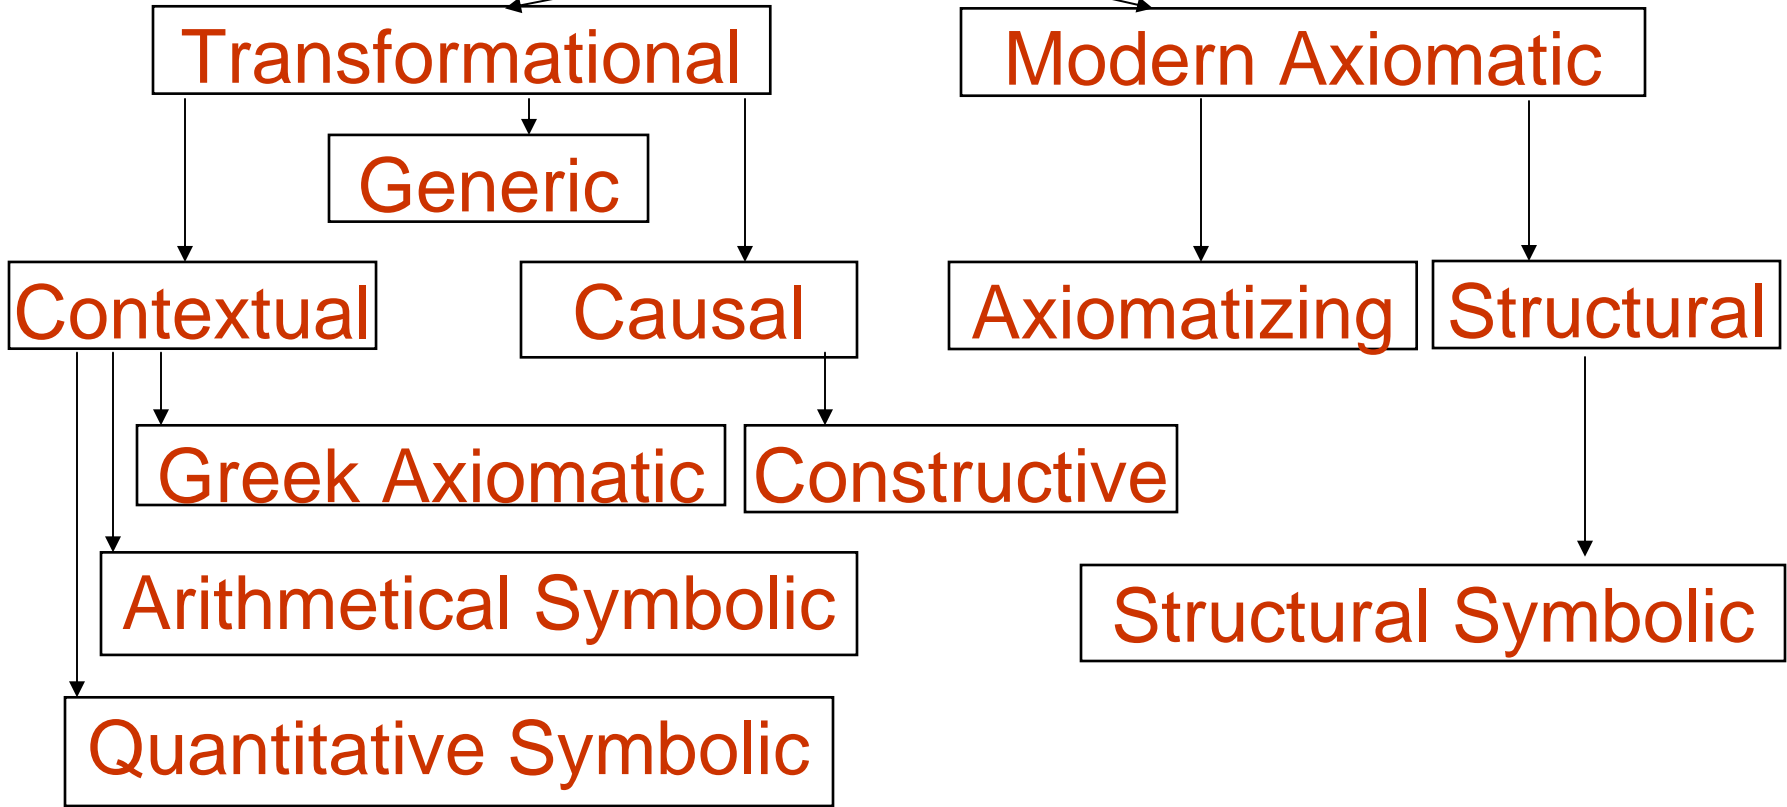 Transformational
Modern Axiomatic
Generic
Contextual
Causal
Axiomatizing
Structural
Greek Axiomatic
Constructive
Arithmetical Symbolic
Structural Symbolic
Quantitative Symbolic